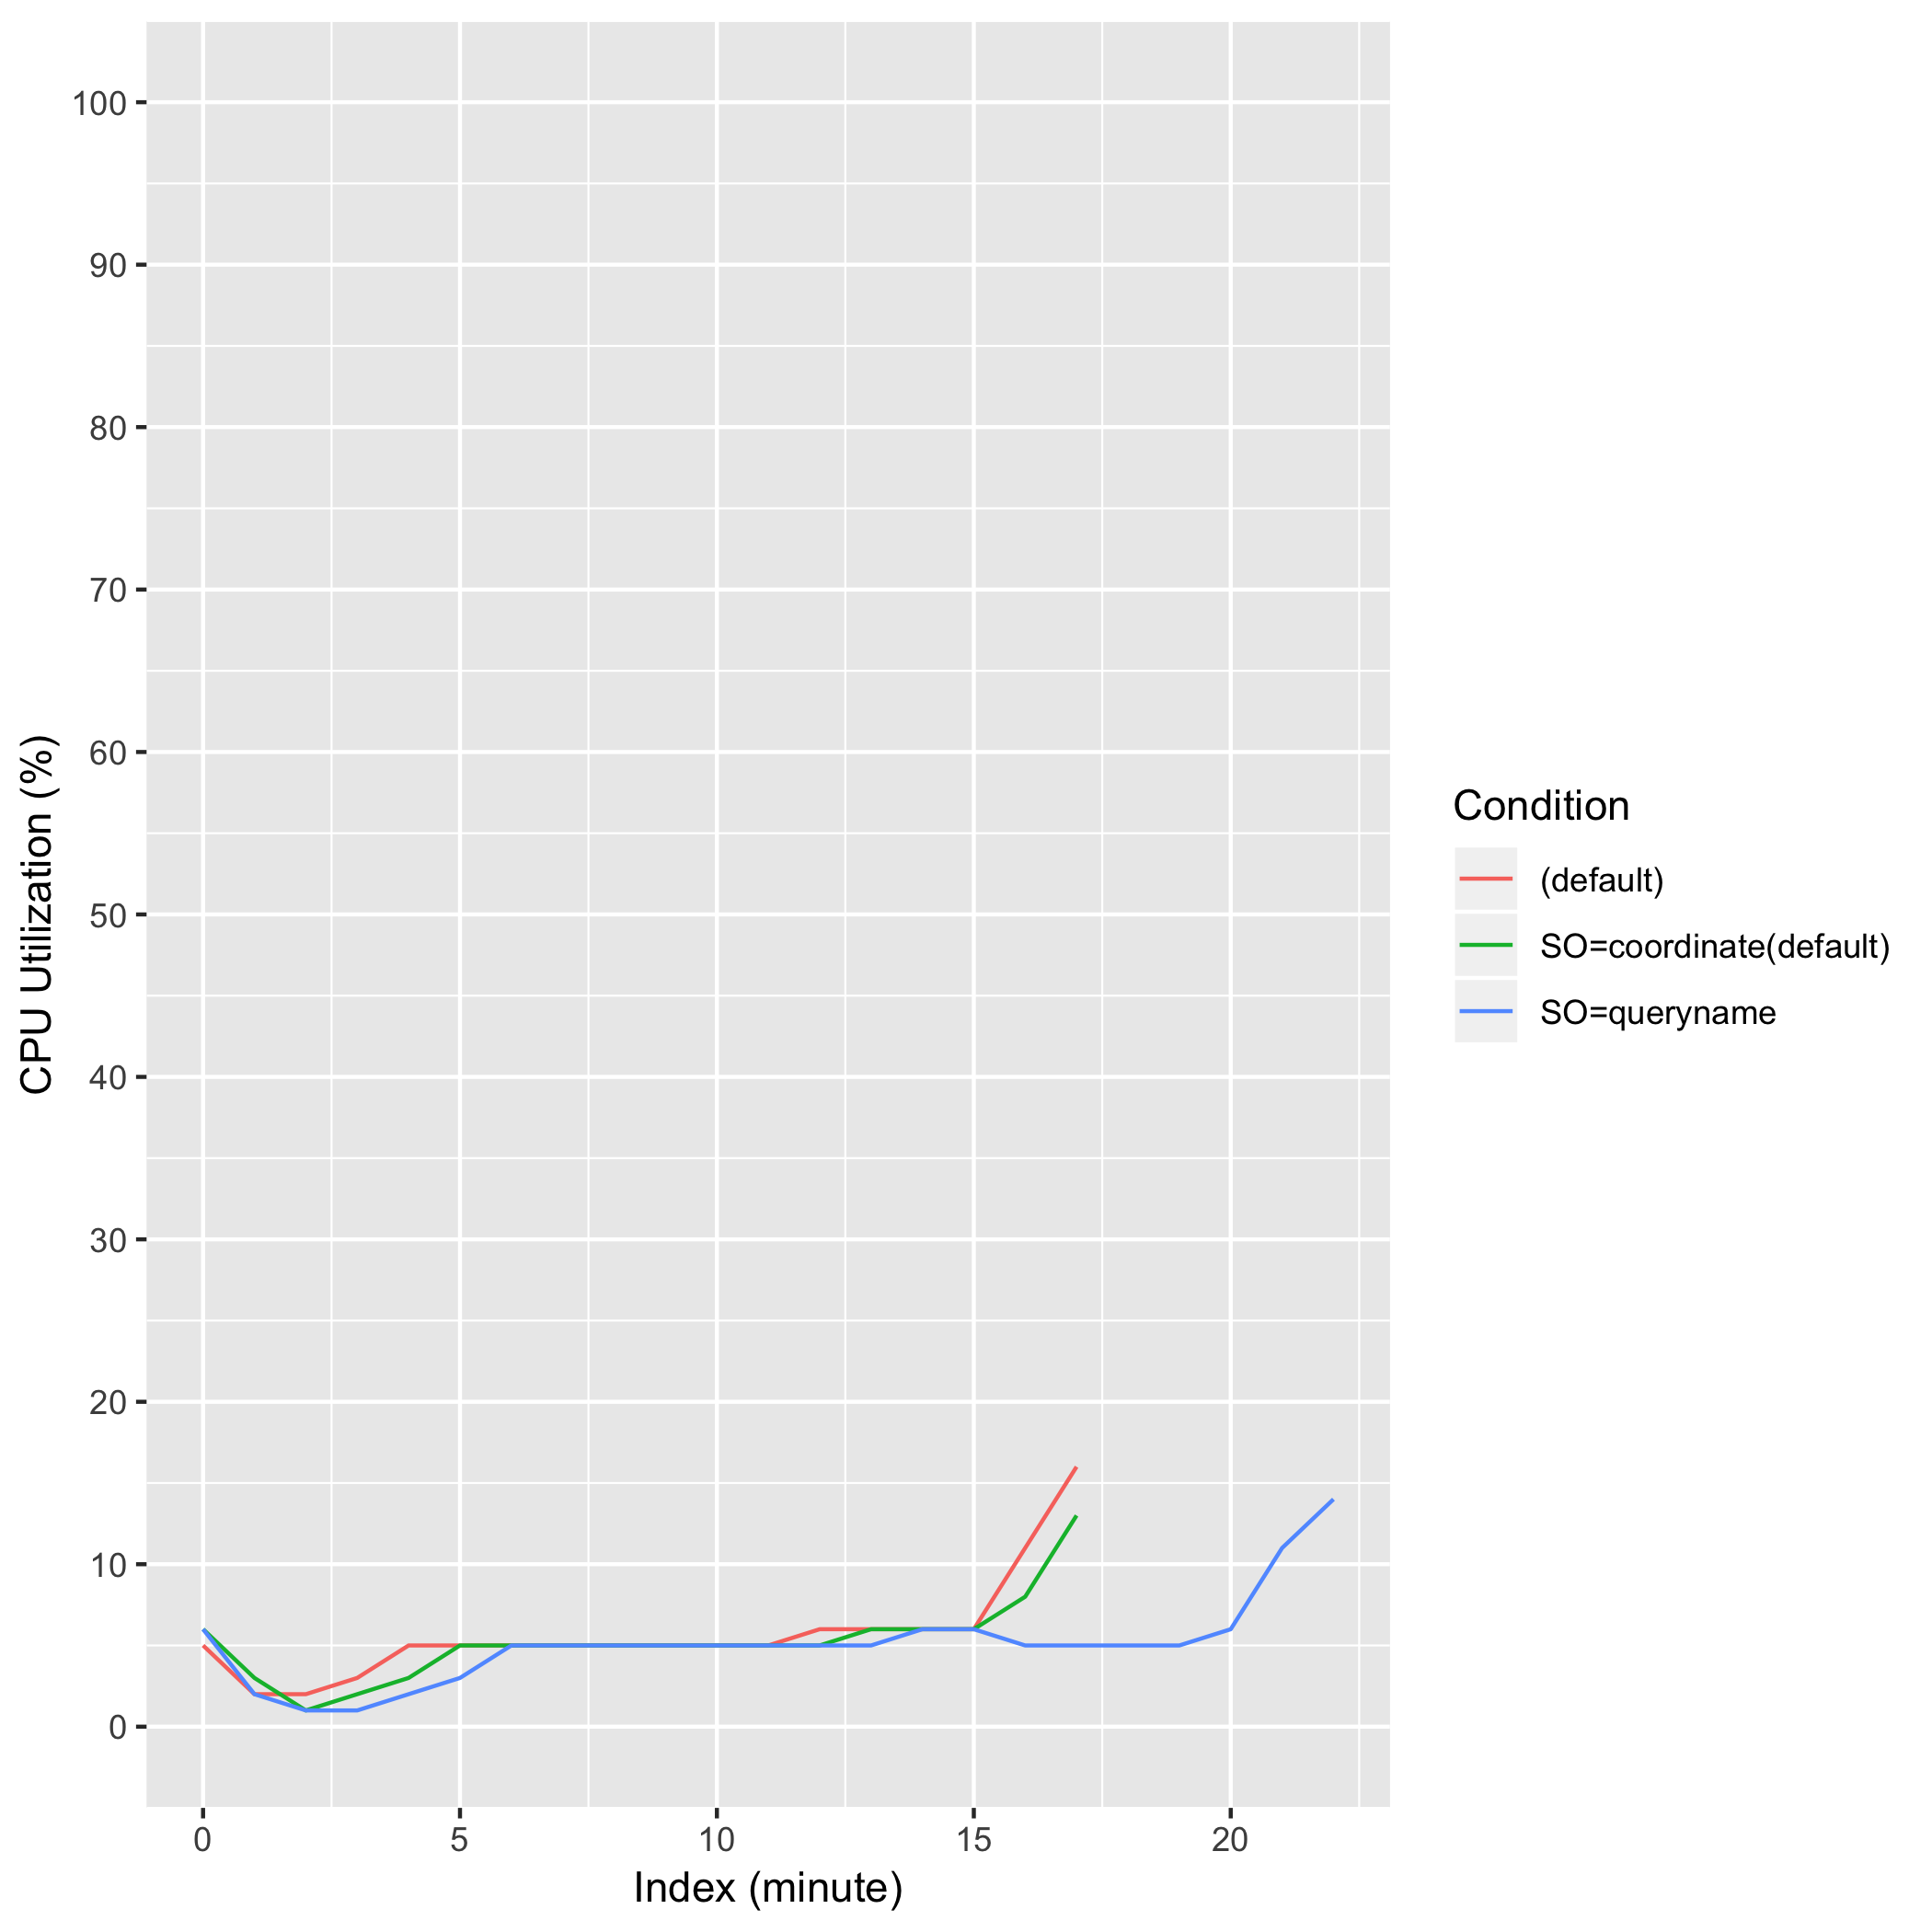 CPU Utilization (%)
100
90
80
70
60
50
40
30
20
10
0
0 5 10 15 20
Index (minute)
Condition
(default)
SO=coordinate(default)
SO=queryname